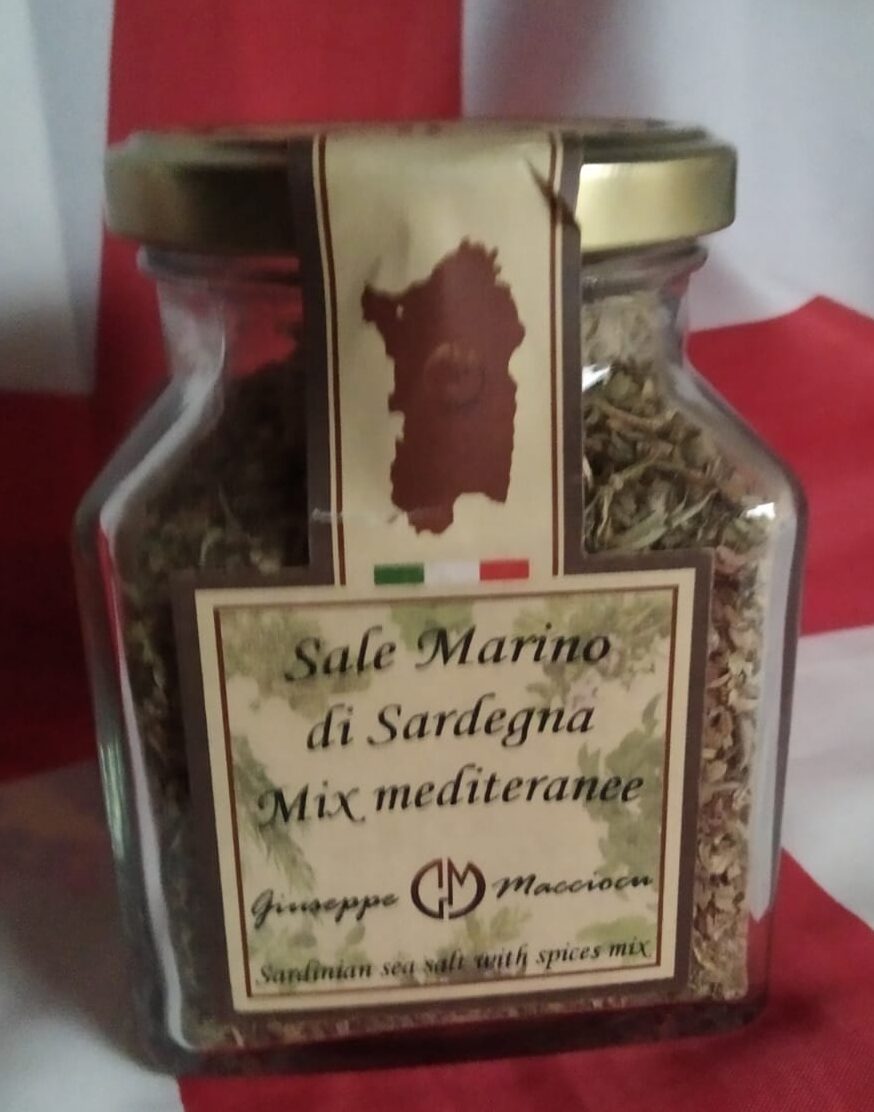 Sale Marino
di Sardegna
Mix mediteranee
Giuseppe GM Macciocu
Sardinian sea salt with spices mix